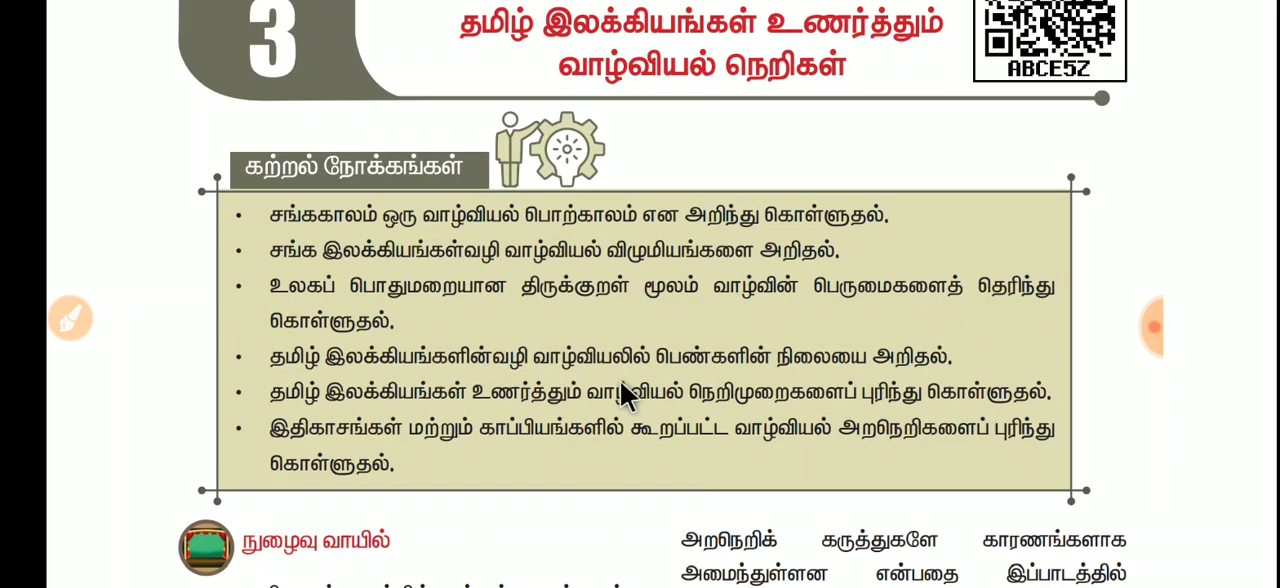 3
தமிழ் இலக்கியங்கள் உணர்த்தும்
வாழ்வியல் நெறிகள்
ABCE5Z
கற்றல் நோக்கங்கள்
• சங்ககாலம் ஒரு வாழ்வியல் பொற்காலம் என அறிந்து கொள்ளுதல்.
• சங்க இலக்கியங்கள்வழி வாழ்வியல் விழுமியங்களை அறிதல்.
• உலகப் பொதுமறையான திருக்குறள் மூலம் வாழ்வின் பெருமைகளைத் தெரிந்து
கொள்ளுதல்.
• தமிழ் இலக்கியங்களின்வழி வாழ்வியலில் பெண்களின் நிலையை அறிதல்.
• தமிழ் இலக்கியங்கள் உணர்த்தும் வாழ்வியல் நெறிமுறைகளைப் புரிந்து கொள்ளுதல்.
• இதிகாசங்கள் மற்றும் காப்பியங்களில் கூறப்பட்ட வாழ்வியல் அறநெறிகளைப் புரிந்து
கொள்ளுதல்.
நுழைவு வாயில்
அறநெறிக் கருத்துகளே காரணங்களாக
அமைந்துள்ளன என்பதை இப்பாடத்தில்